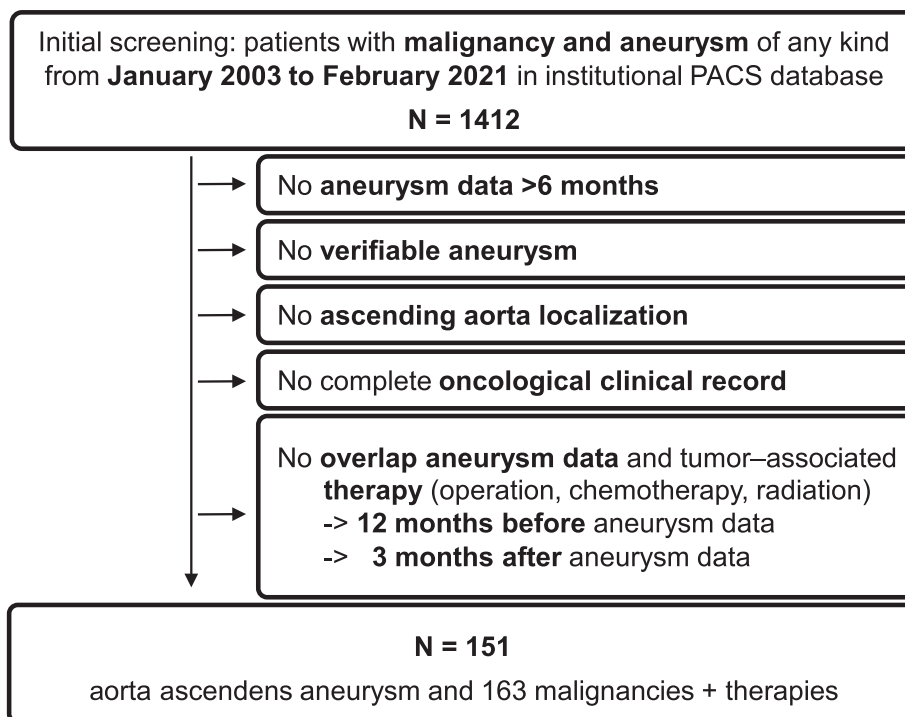 Initial screening: patients with malignancy and aneurysm of any kind
from January 2003 to February 2021 in institutional PACS database
N = 1412
No aneurysm data >6 months
No verifiable aneurysm
No ascending aorta localization
No complete oncological clinical record
No overlap aneurysm data and tumor–associated
therapy (operation, chemotherapy, radiation)
-> 12 months before aneurysm data
-> 3 months after aneurysm data
N = 151
aorta ascendens aneurysm and 163 malignancies + therapies